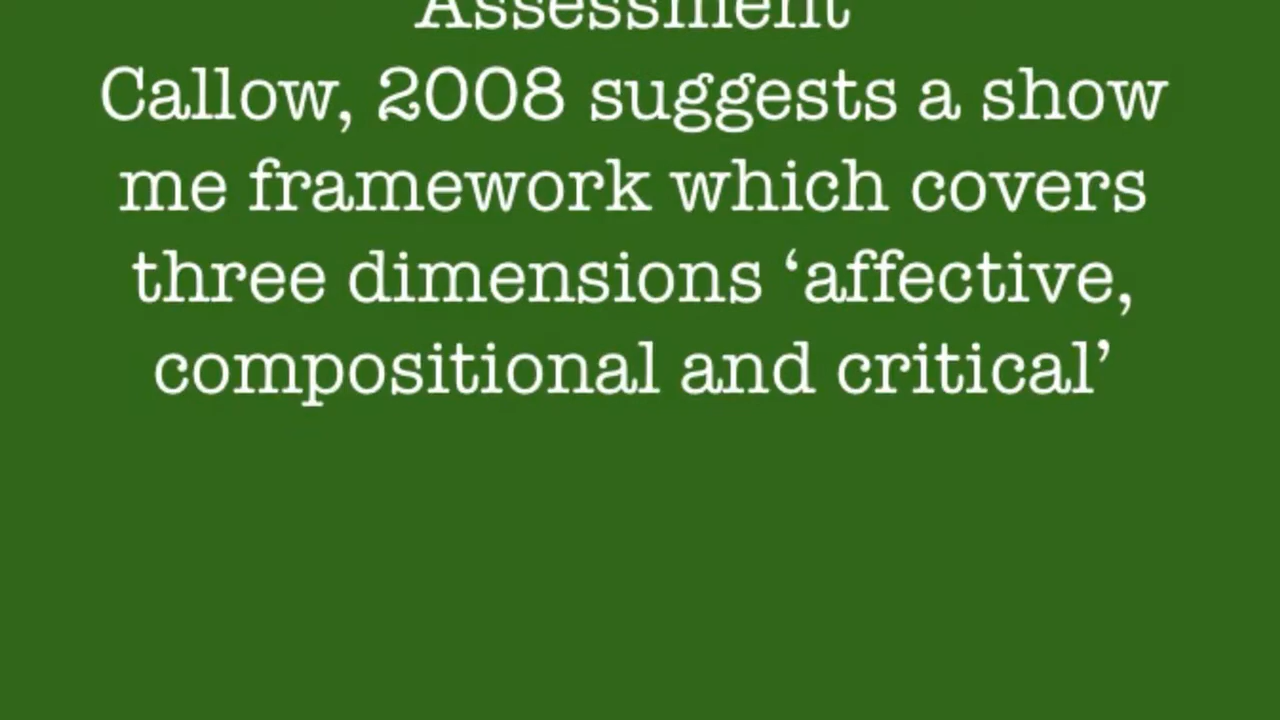 Assessment
Callow, 2008 suggests a show
me framework which covers
three dimensions ‘affective,
compositional and critical’